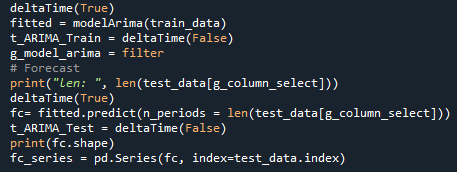 deltaTime(True)
fitted = modelArima(train_data)
t_ARIMA_Train = deltaTime(False)
g_model_arima = filter
# Forecast
print("len: ", len(test_data[g_column_select]))
deltaTime(True)
fc= fitted.predict(n_periods = len(test_data[g_column_select]))
t_ARIMA_Test = deltaTime(False)
print(fc.shape)
fc_series = pd.Series(fc, index=test_data.index)